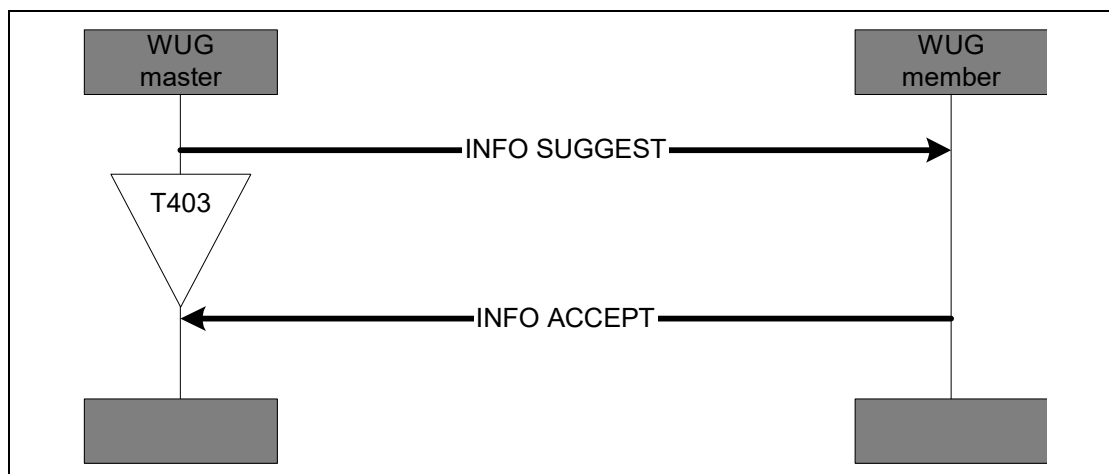 WUG
master
WUG
member
INFO SUGGEST
T403
INFO ACCEPT